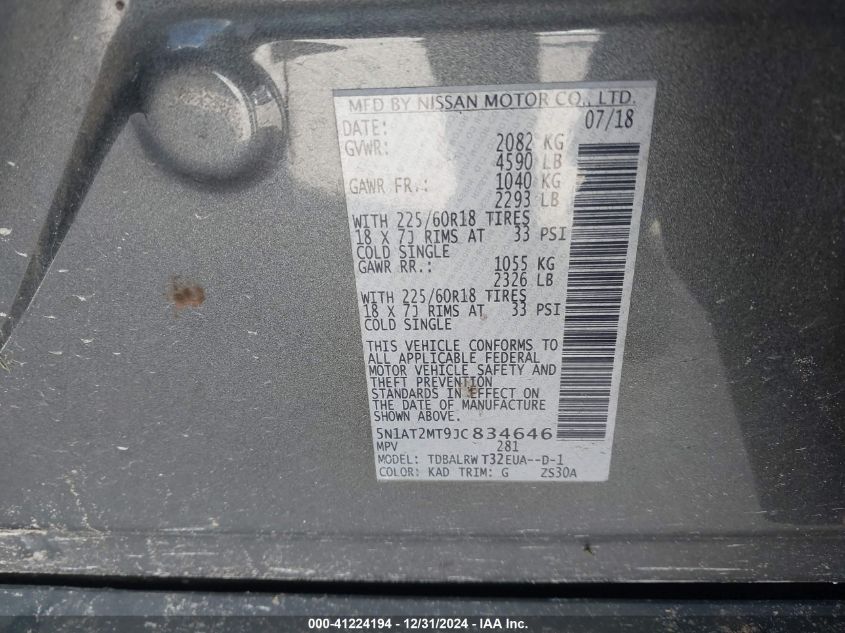 MFD BY NISSAN MOTOR CO., LTD.
DATE: 07/18
GVWR: 2082 KG
4590 LB
GAWR FR.: 1040 KG
2293 LB
WITH 225/60R18 TIRES
18 X 7J RIMS AT 33 PSI
COLD SINGLE
GAWR RR.: 1055 KG
2326 LB
WITH 225/60R18 TIRES
18 X 7J RIMS AT 33 PSI
COLD SINGLE
THIS VEHICLE CONFORMS TO
ALL APPLICABLE FEDERAL
MOTOR VEHICLE SAFETY AND
THEFT PREVENTION
STANDARDS IN EFFECT ON
THE DATE OF MANUFACTURE
SHOWN ABOVE.
5N1AT2MT9JC834646
MPV 281
MODEL: TDBALRW T32EUA--D-1
COLOR: KAD TRIM: G ZS30A
000-41224194 - 12/31/2024 - IAA Inc.